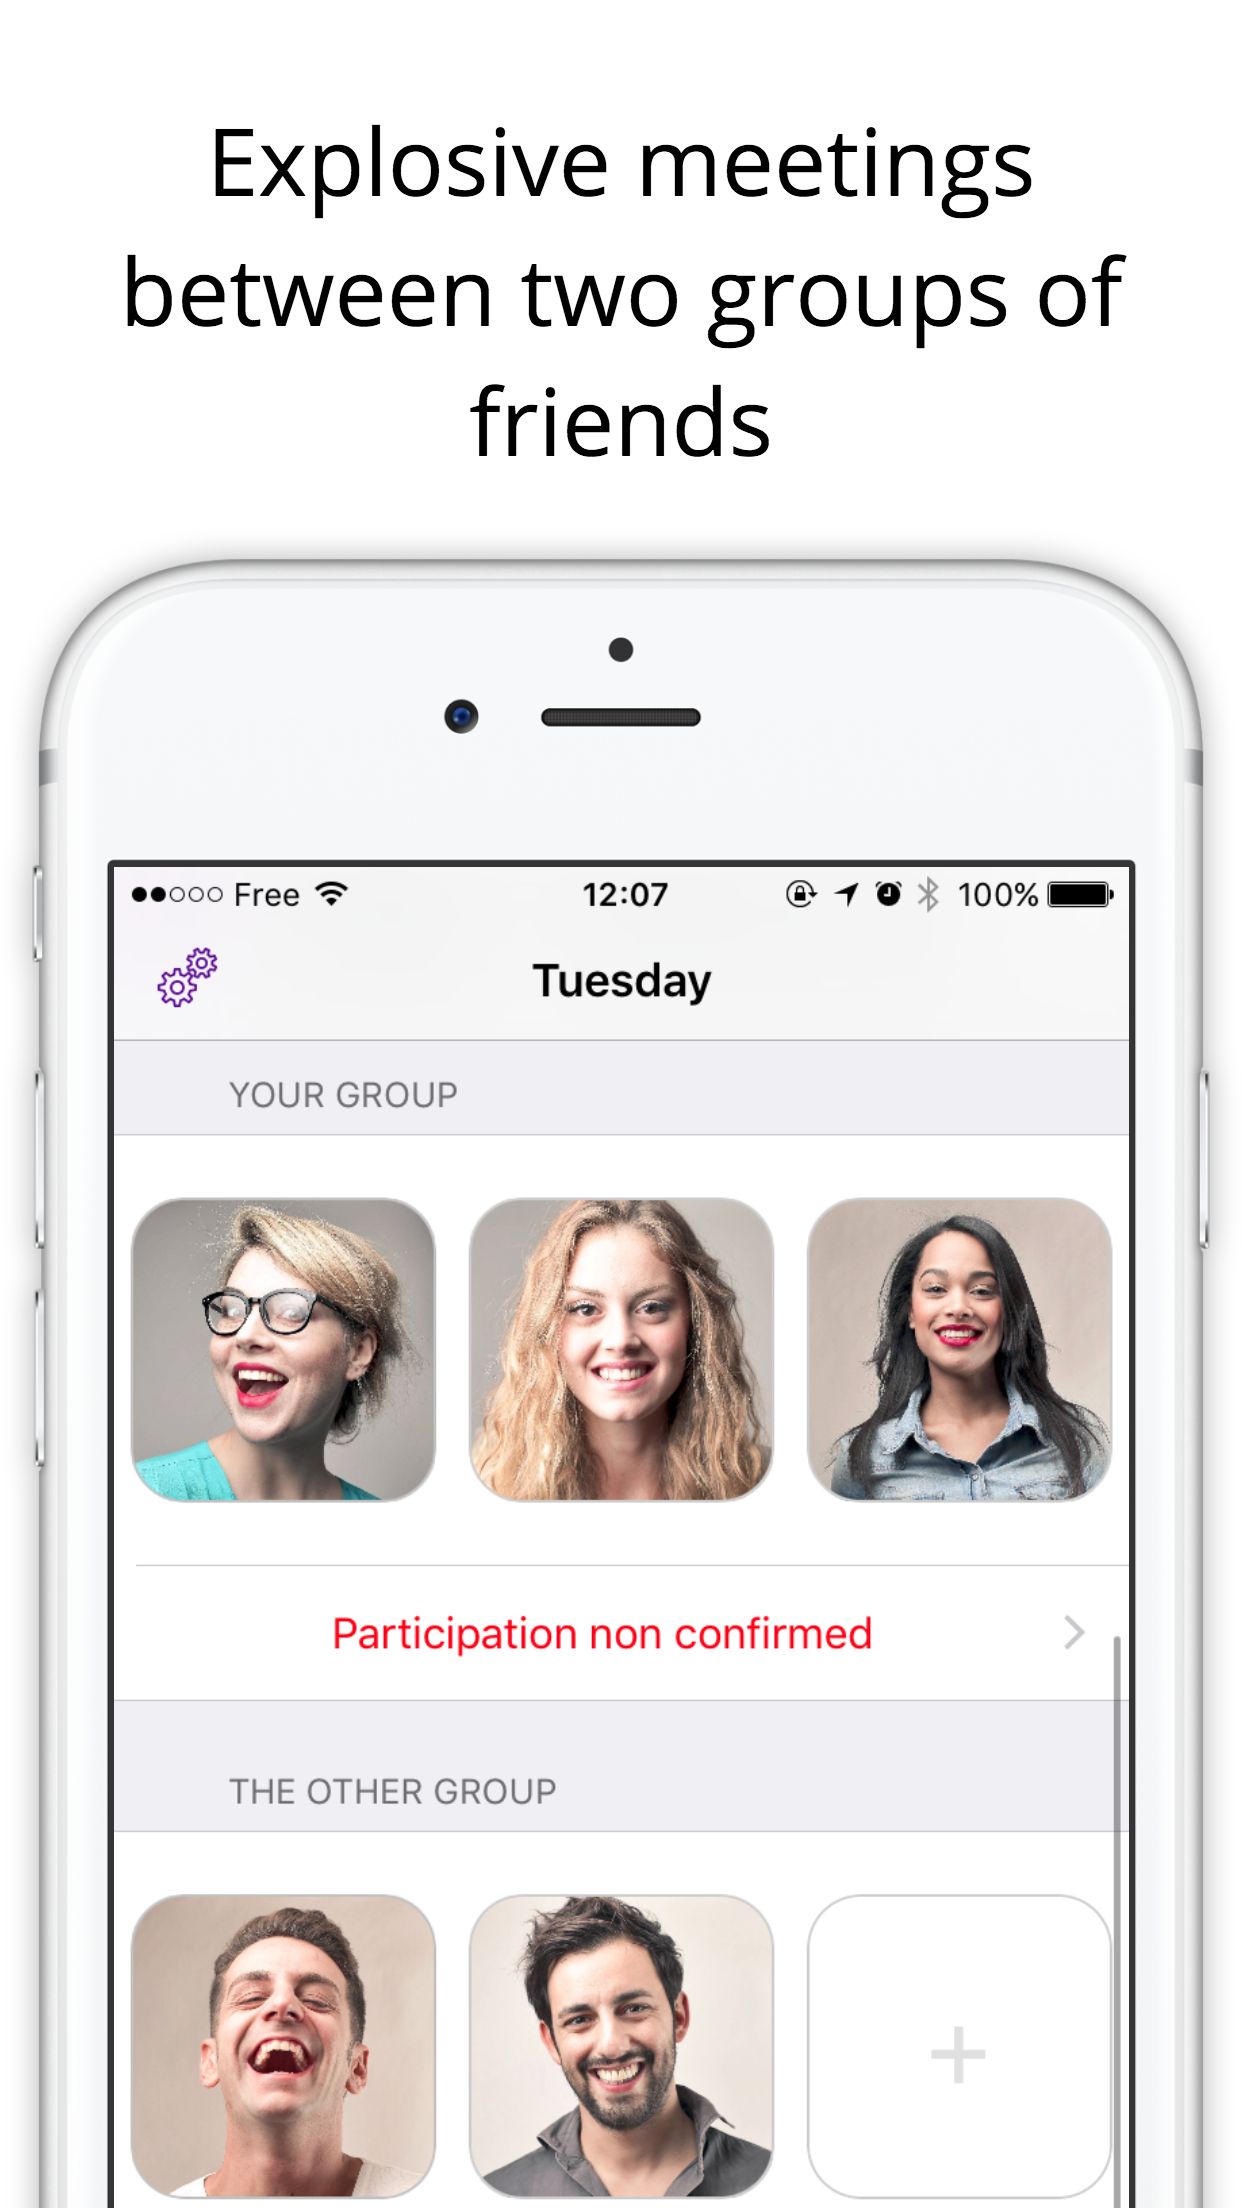 Explosive meetings
between two groups of
friends
Free 12:07 100%
Tuesday
YOUR GROUP
Participation non confirmed
THE OTHER GROUP